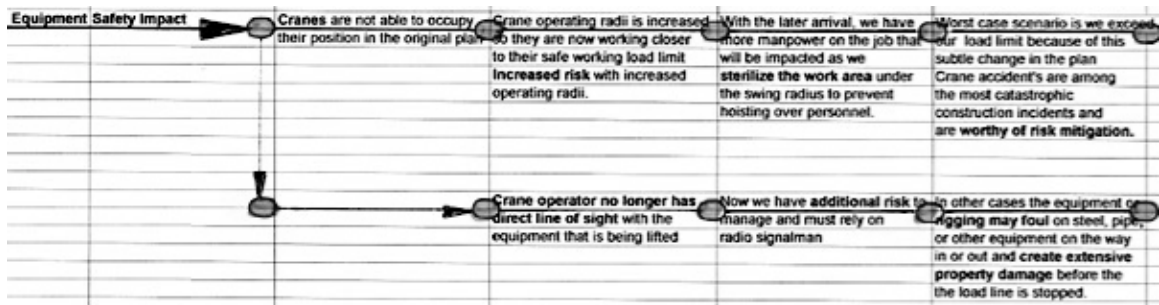 Equipment Safety Impact
Cranes are not able to occupy
their position in the original plan
Crane operating radii is increased
so they are now working closer
to their safe working load limit
Increased risk with increased
operating radii.
With the later arrival, we have
more manpower on the job that
will be impacted as we
sterilize the work area under
the swing radius to prevent
hoisting over personnel.
Worst case scenario is we exceed
our load limit because of this
subtle change in the plan
Crane accident's are among
the most catastrophic
construction incidents and
are worthy of risk mitigation.
Crane operator no longer has
direct line of sight with the
equipment that is being lifted
Now we have additional risk to
manage and must rely on
radio signalman
In other cases the equipment or
rigging may foul on steel, pipe,
or other equipment on the way
in or out and create extensive
property damage before the
the load line is stopped.